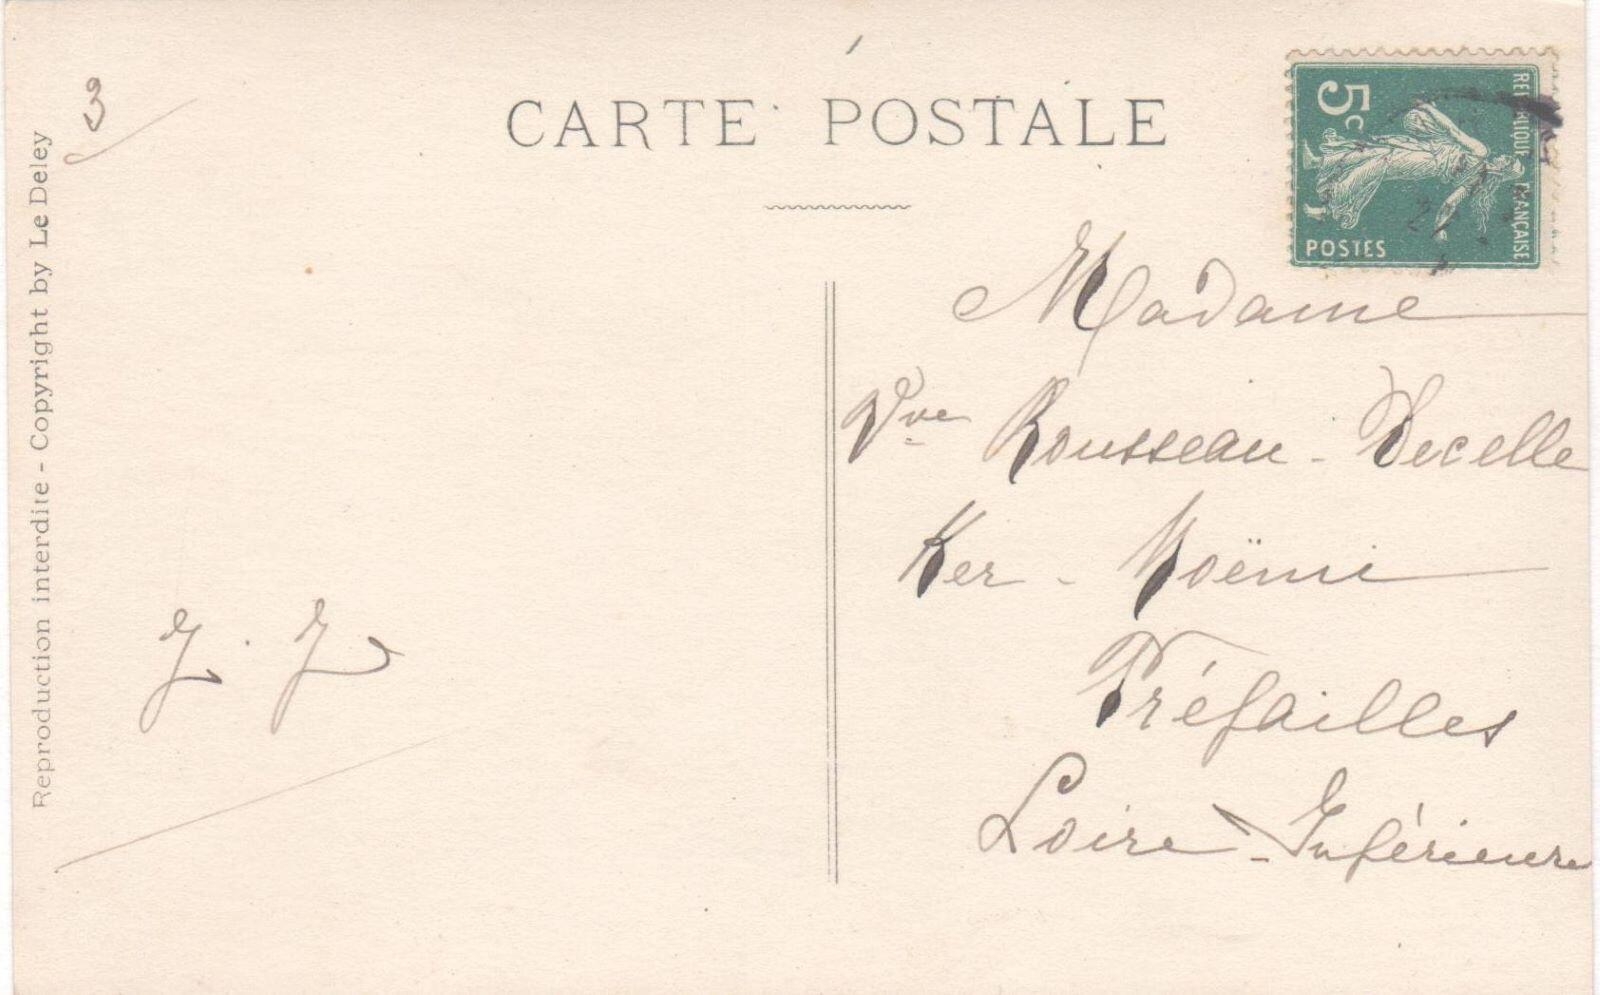 3
CARTE POSTALE
5c
REPUBLIQUE FRANÇAISE
POSTES
Reproduction interdite - Copyright by Le Deley
Madame
Vve Rousseau - Decelle
Ker - Noëmi
Préfailles
Loire - Inférieure
J. J